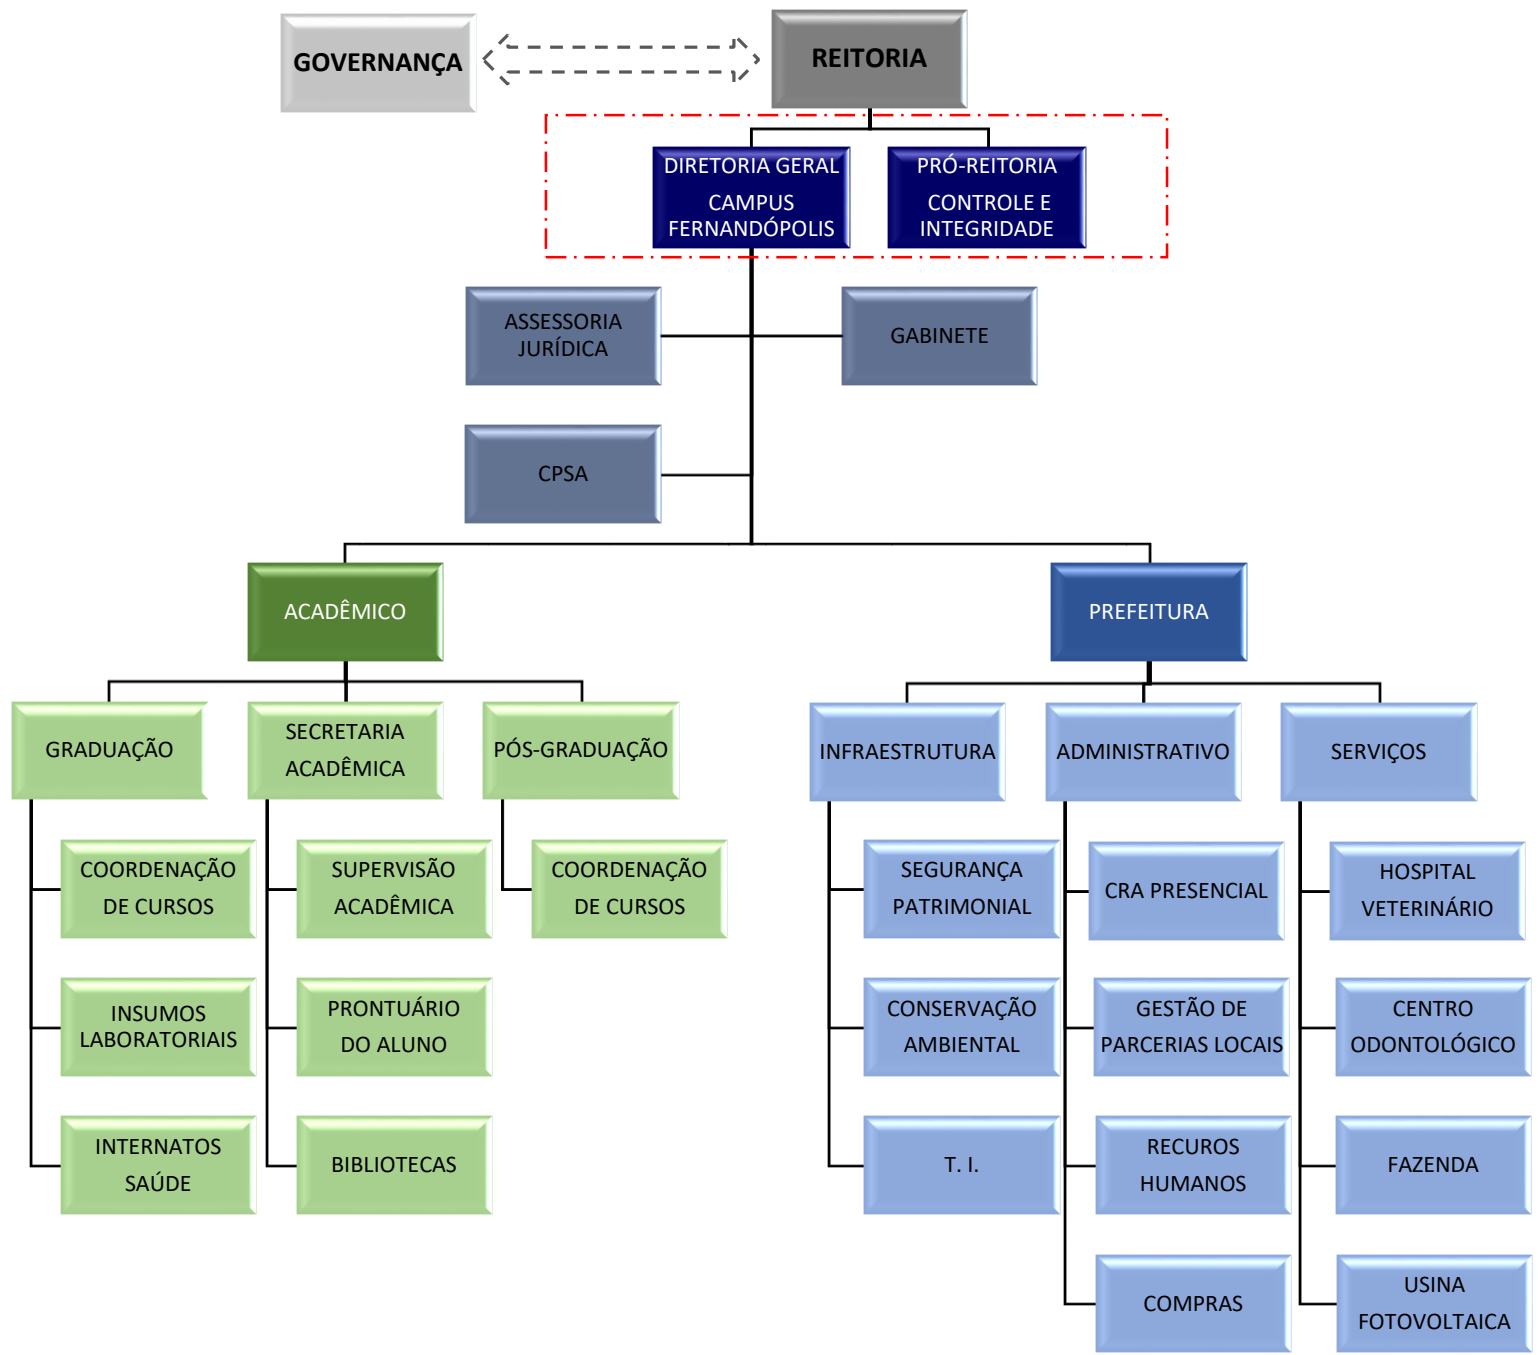 GOVERNANÇA
REITORIA
DIRETORIA GERAL
CAMPUS
FERNANDÓPOLIS
PRÓ-REITORIA
CONTROLE E
INTEGRIDADE
ASSESSORIA
JURÍDICA
GABINETE
CPSA
ACADÊMICO
PREFEITURA
GRADUAÇÃO
SECRETARIA
ACADÊMICA
PÓS-GRADUAÇÃO
INFRAESTRUTURA
ADMINISTRATIVO
SERVIÇOS
COORDENAÇÃO
DE CURSOS
SUPERVISÃO
ACADÊMICA
COORDENAÇÃO
DE CURSOS
SEGURANÇA
PATRIMONIAL
CRA PRESENCIAL
HOSPITAL
VETERINÁRIO
INSUMOS
LABORATORIAIS
PRONTUÁRIO
DO ALUNO
CONSERVAÇÃO
AMBIENTAL
GESTÃO DE
PARCERIAS LOCAIS
CENTRO
ODONTOLÓGICO
INTERNATOS
SAÚDE
BIBLIOTECAS
T. I.
RECUROS
HUMANOS
FAZENDA
COMPRAS
USINA
FOTOVOLTAICA